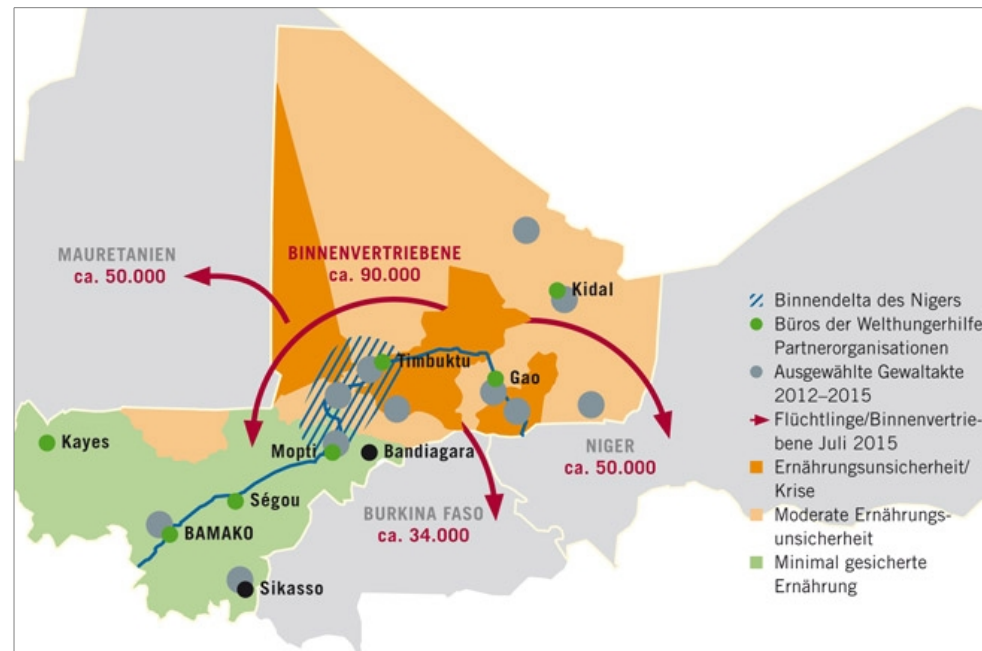 MAURETANIEN
ca. 50.000
BINNENVERTRIEBENE
ca. 90.000
Kidal
Timbuktu
Gao
Kayes
Mopti
Bandiagara
NIGER
ca. 50.000
Ségou
BURKINA FASO
ca. 34.000
BAMAKO
Sikasso
Binnendelta des Nigers
Büros der Welthungerhilfe
Partnerorganisationen
Ausgewählte Gewaltakte
2012–2015
Flüchtlinge/Binnenvertrie-
bene Juli 2015
Ernährungsunsicherheit/
Krise
Moderate Ernährungs-
unsicherheit
Minimal gesicherte
Ernährung